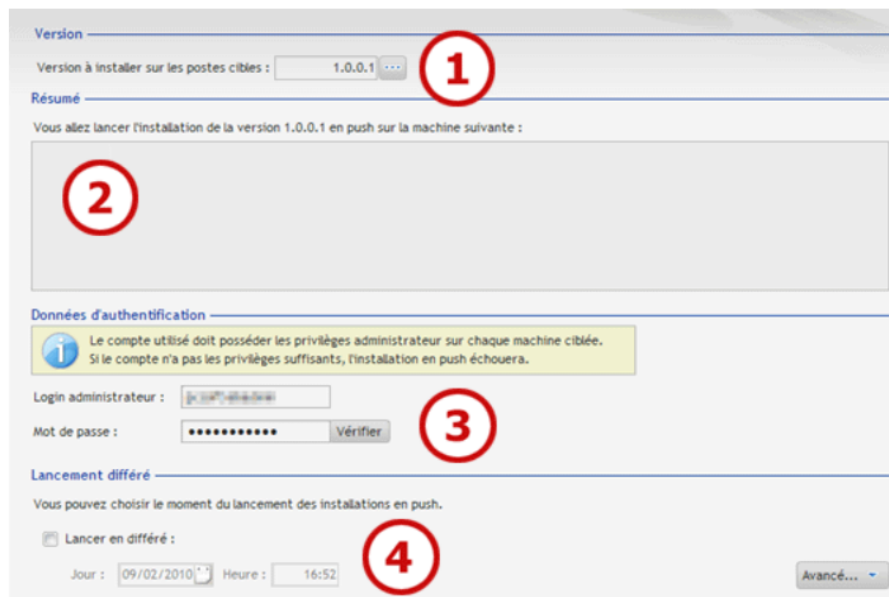 Version
Version à installer sur les postes cibles : 1.0.0.1 ...
1
Résumé
Vous allez lancer l'installation de la version 1.0.0.1 en push sur la machine suivante :
2
Données d'authentification
Le compte utilisé doit posséder les privilèges administrateur sur chaque machine ciblée.
Si le compte n'a pas les privilèges suffisants, l'installation en push échouera.
Login administrateur :
3
Mot de passe : ••••••••••• Vérifier
Lancement différé
Vous pouvez choisir le moment du lancement des installations en push.
Lancer en différé :
4
Jour : 09/02/2010 Heure : 16:52
Avancé...